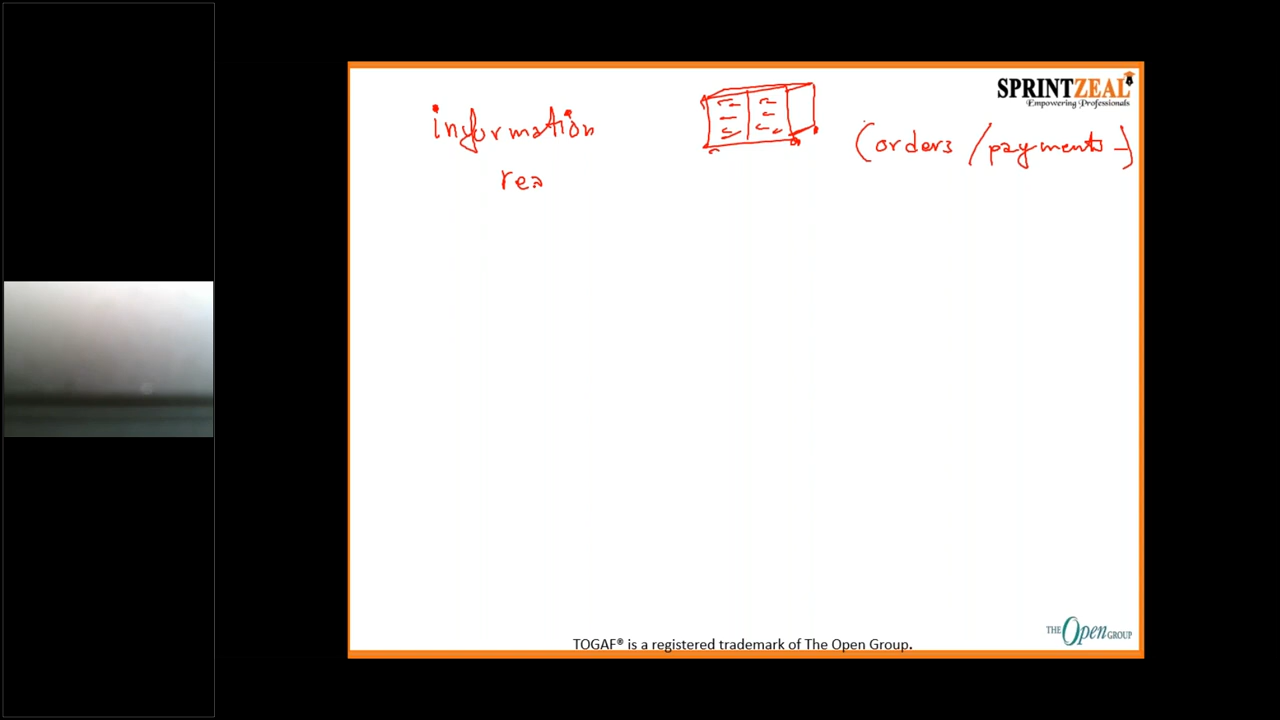 SPRINTZEAL
Empowering Professionals
information
(orders / payments -)
rea
THE Open GROUP
TOGAF® is a registered trademark of The Open Group.